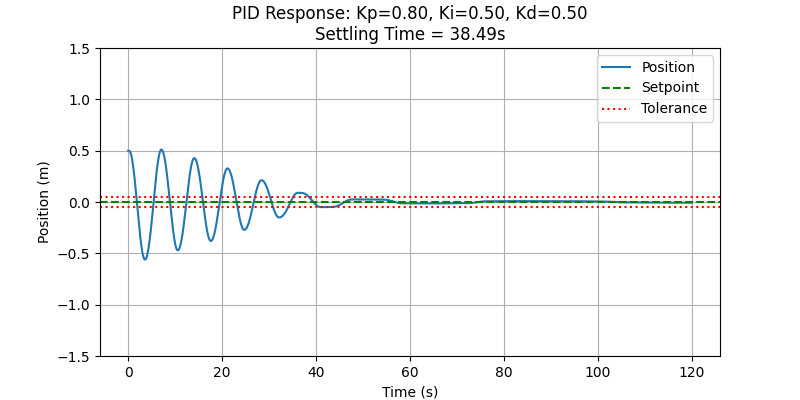 PID Response: Kp=0.80, Ki=0.50, Kd=0.50
Settling Time = 38.49s
1.5
1.0
0.5
0.0
−0.5
−1.0
−1.5
Position (m)
Position
Setpoint
Tolerance
0 20 40 60 80 100 120
Time (s)